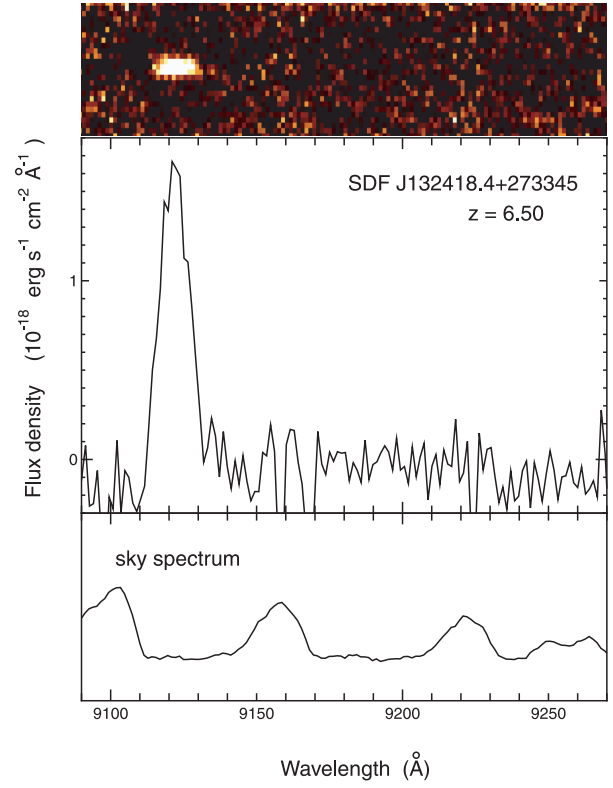 SDF J132418.4+273345
z = 6.50
Flux density (10⁻¹⁸ erg s⁻¹ cm⁻² Å⁻¹)
1
0
sky spectrum
9100 9150 9200 9250
Wavelength (Å)